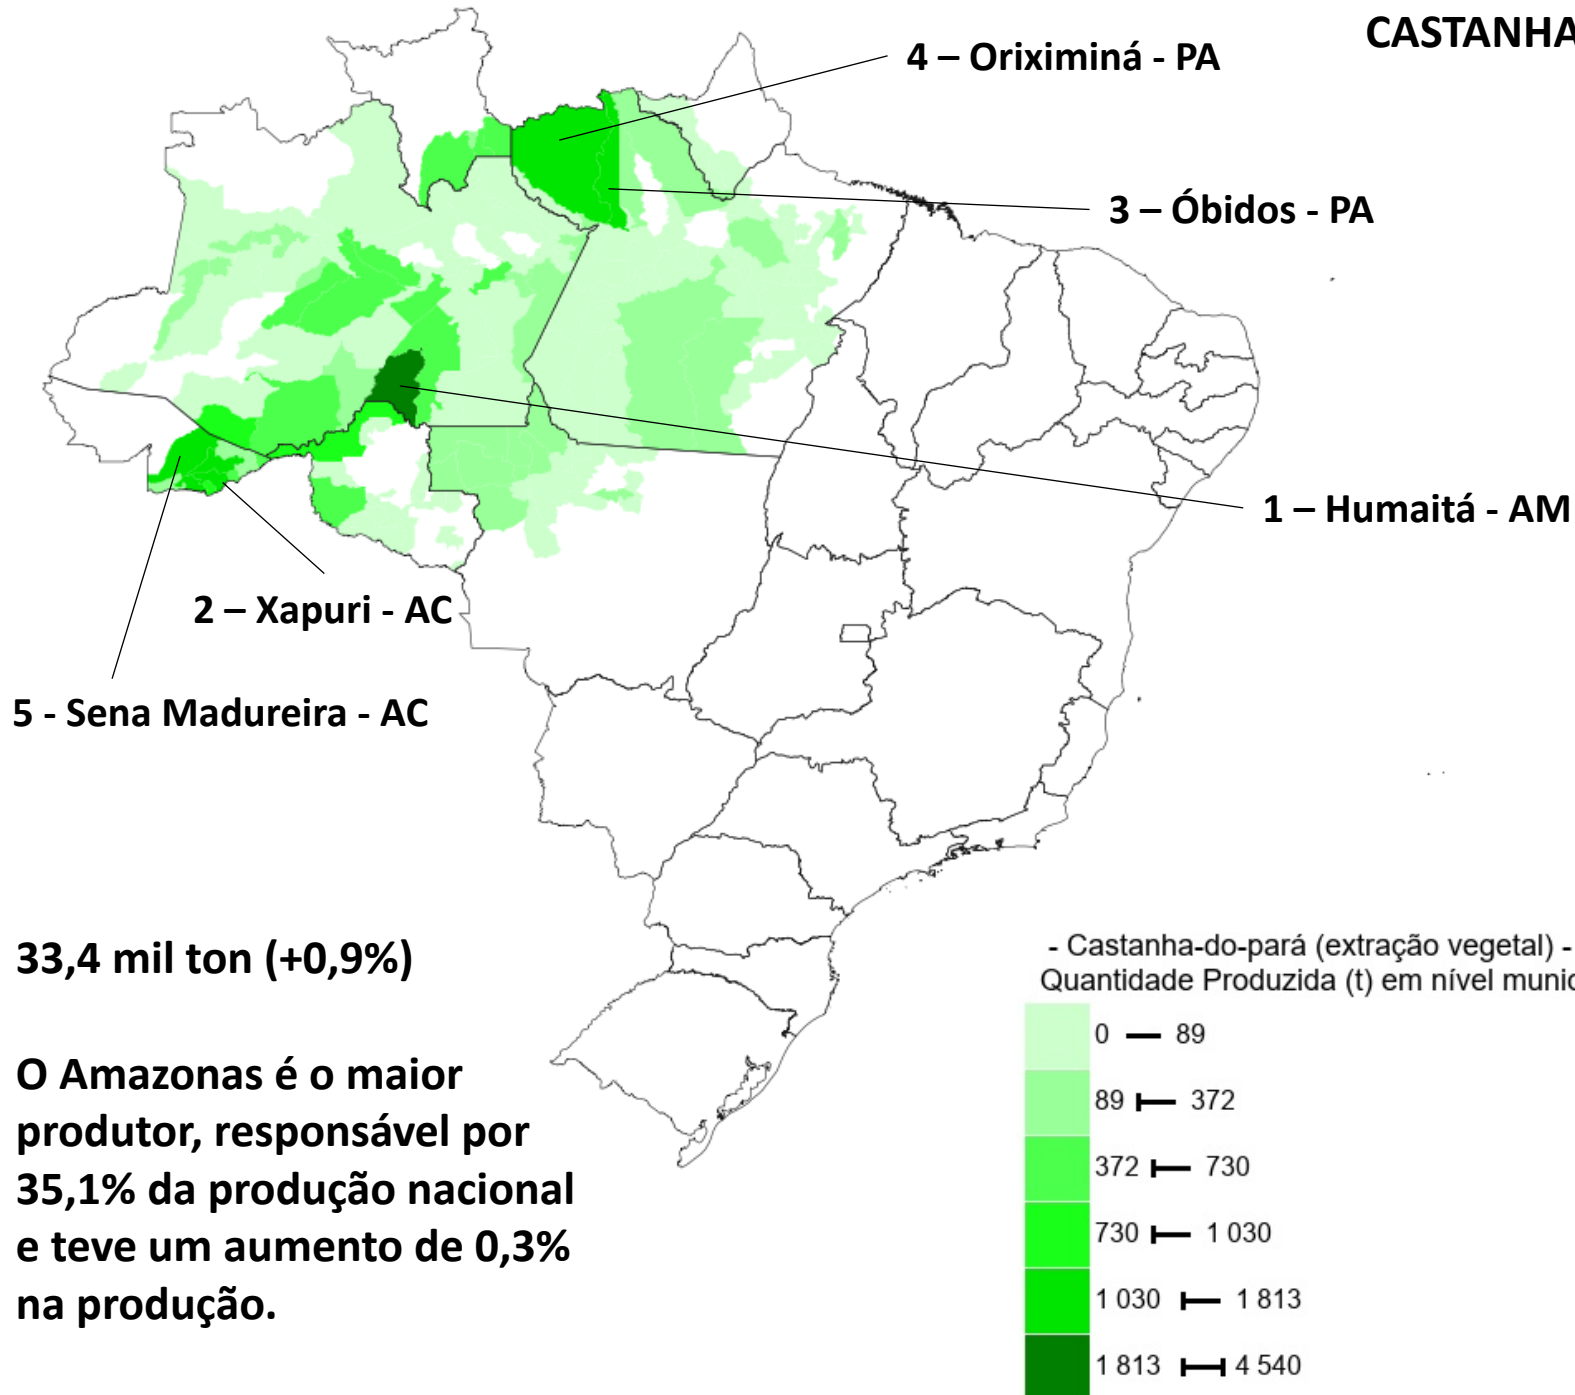 CASTANHA
4 – Oriximiná - PA
3 – Óbidos - PA
1 – Humaitá - AM
2 – Xapuri - AC
5 - Sena Madureira - AC
33,4 mil ton (+0,9%)
O Amazonas é o maior
produtor, responsável por
35,1% da produção nacional
e teve um aumento de 0,3%
na produção.
- Castanha-do-pará (extração vegetal) -
Quantidade Produzida (t) em nível munic
0 — 89
89 — 372
372 — 730
730 — 1 030
1 030 — 1 813
1 813 — 4 540